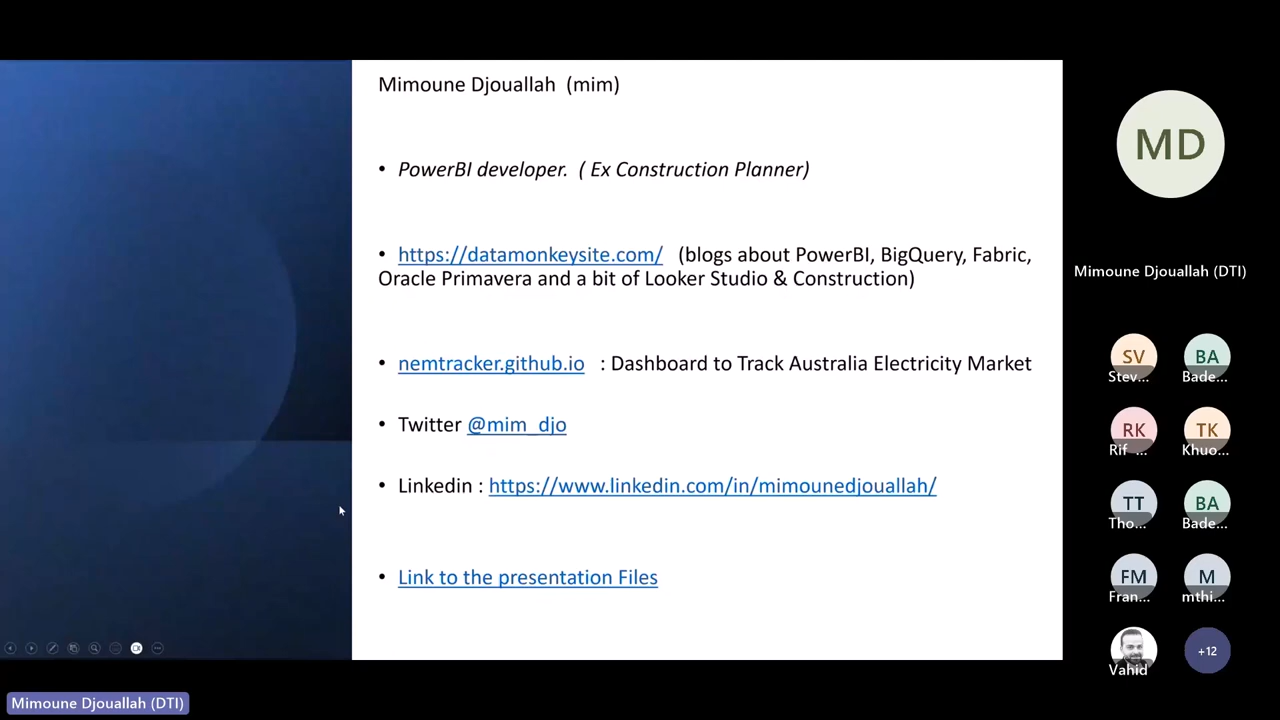 Mimoune Djouallah (mim)
• PowerBI developer. ( Ex Construction Planner)
• https://datamonkeysite.com/ (blogs about PowerBI, BigQuery, Fabric,
Oracle Primavera and a bit of Looker Studio & Construction)
• nemtracker.github.io : Dashboard to Track Australia Electricity Market
• Twitter @mim_djo
• Linkedin : https://www.linkedin.com/in/mimounedjouallah/
• Link to the presentation Files
MD
Mimoune Djouallah (DTI)
SV BA
Stev... Bade...
RK TK
Rif ... Khuo...
TT BA
Tho... Bade...
FM M
Fran... mthi...
+12
Vahid
Mimoune Djouallah (DTI)